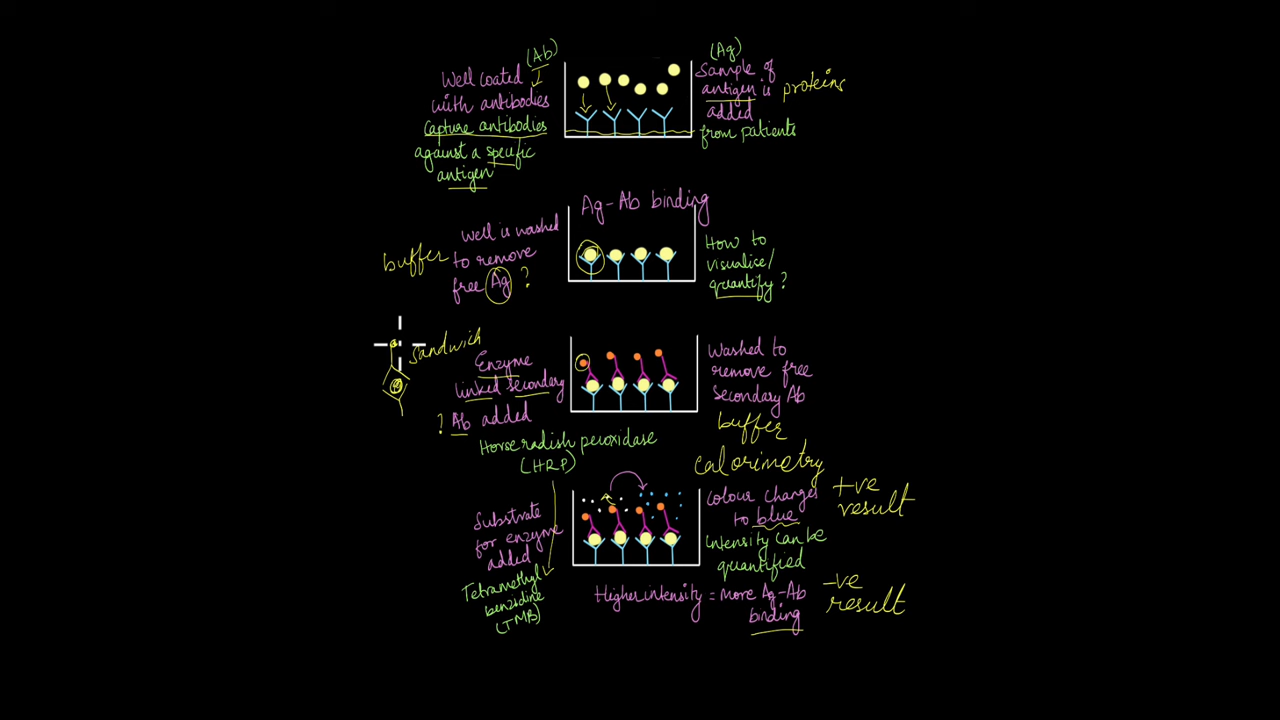 (Ab)
Well coated
with antibodies
capture antibodies
against a specific
antigen
(Ag)
Sample of
antigen is
added
from patients
proteins
Ag-Ab binding
buffer
Well is washed
to remove
free Ag ?
How to
visualise/
quantify ?
Sandwich
Enzyme
linked secondary
? Ab added
Horse radish peroxidase
(HRP)
Washed to
remove free
Secondary Ab
buffer
Calorimetry
Substrate
for enzyme
added
Tetramethyl
benzidine
(TMB)
Colour changes
to blue
intensity can be
quantified
+ve
result
Higher intensity = more Ag-Ab
binding
-ve
result